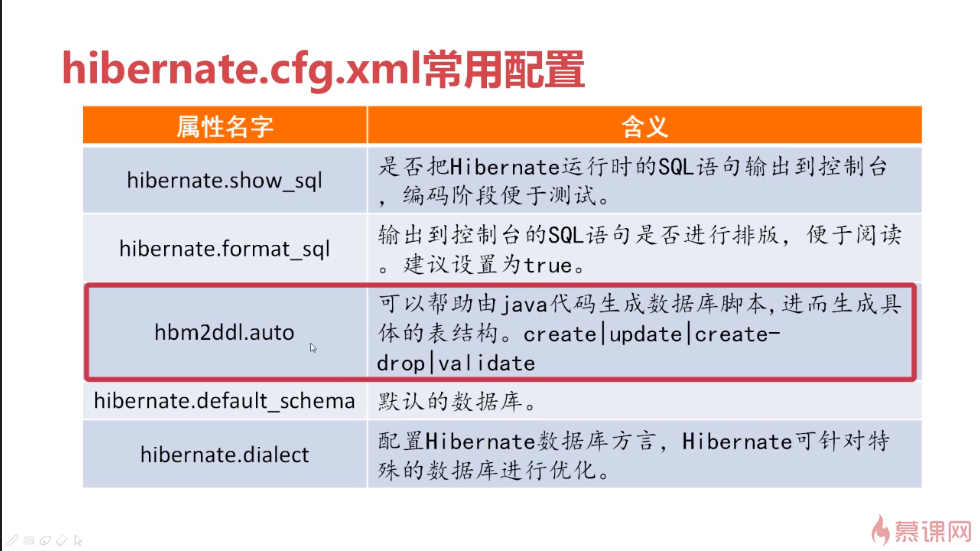 hibernate.cfg.xml常用配置
属性名字
含义
hibernate.show_sql
是否把Hibernate运行时的SQL语句输出到控制台
，编码阶段便于测试。
hibernate.format_sql
输出到控制台的SQL语句是否进行排版，便于阅读
。建议设置为true。
hbm2ddl.auto
可以帮助由java代码生成数据库脚本,进而生成具
体的表结构。create|update|create-
drop|validate
hibernate.default_schema
默认的数据库。
hibernate.dialect
配置Hibernate数据库方言，Hibernate可针对特
殊的数据库进行优化。
慕课网